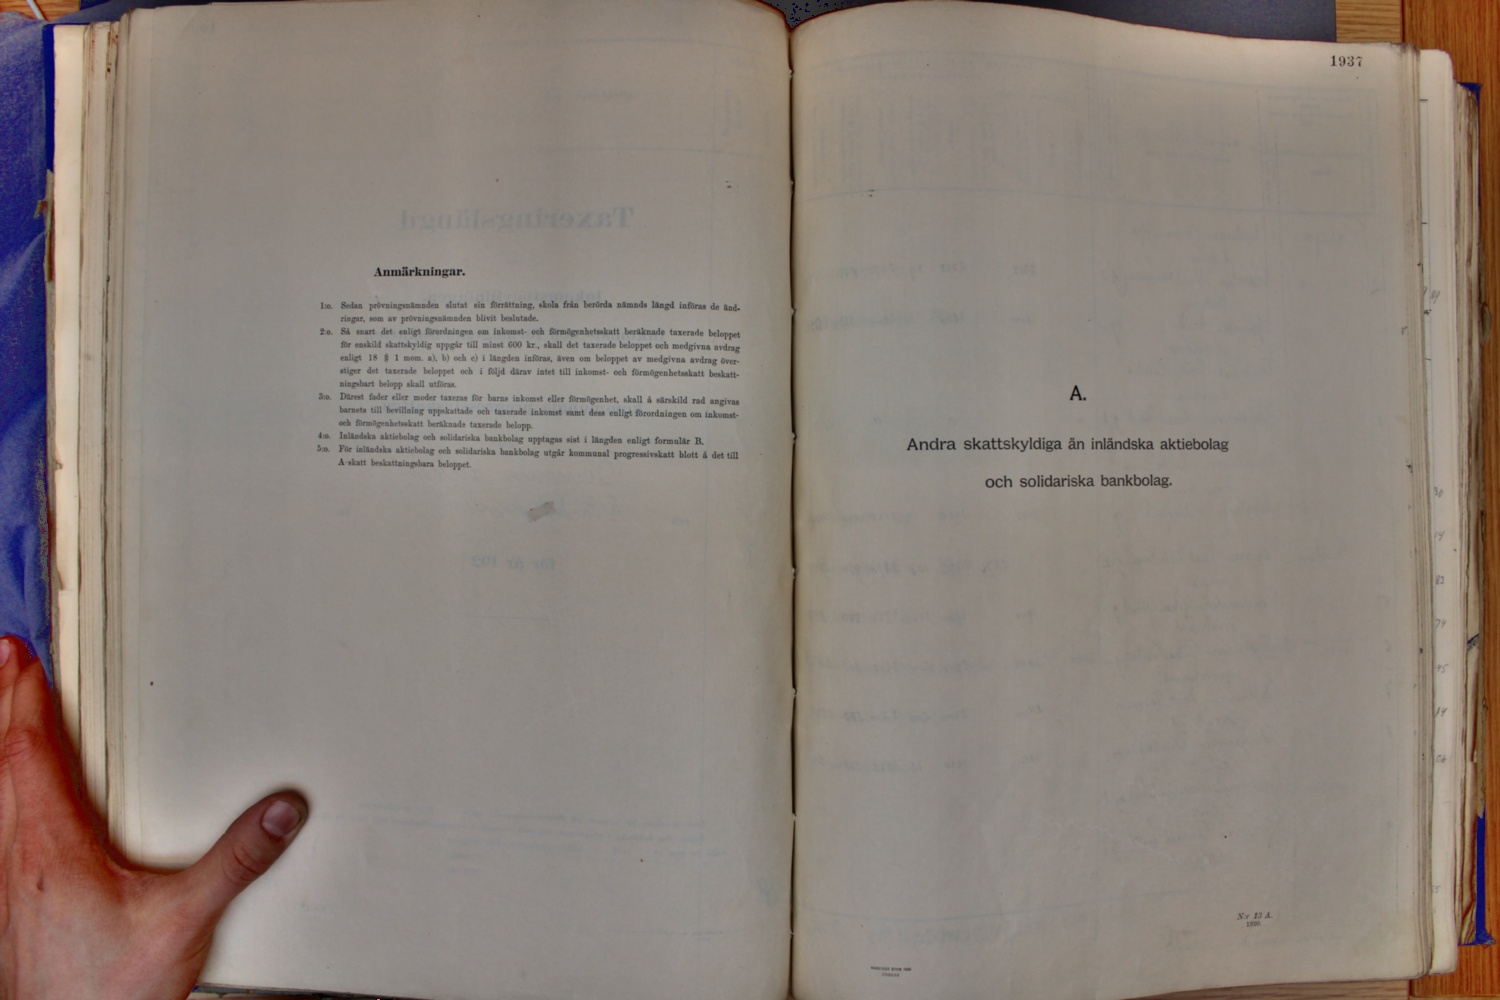 Anmärkningar.
1:o. Sedan prövningsnämnden slutat sin förrättning, skola från berörda nämnds längd införas de änd-
ringar, som av prövningsnämnden blivit beslutade.
2:o. Så snart det enligt förordningen om inkomst- och förmögenhetsskatt beräknade taxerade beloppet
för enskild skattskyldig uppgår till minst 600 kr., skall det taxerade beloppet och medgivna avdrag
enligt 18 § 1 mom. a), b) och c) i längden införas, även om beloppet av medgivna avdrag över-
stiger det taxerade beloppet och i följd därav intet till inkomst- och förmögenhetsskatt beskatt-
ningsbart belopp skall utföras.
3:o. Därest fader eller moder taxeras för barns inkomst eller förmögenhet, skall å särskild rad angivas
barnets till bevillning uppskattade och taxerade inkomst samt dess enligt förordningen om inkomst-
och förmögenhetsskatt beräknade taxerade belopp.
4:o. Inländska aktiebolag och solidariska bankbolag upptagas sist i längden enligt formulär B.
5:o. För inländska aktiebolag och solidariska bankbolag utgår kommunal progressivskatt blott å det till
A-skatt beskattningsbara beloppet.
1937
A.
Andra skattskyldiga än inländska aktiebolag
och solidariska bankbolag.
N:r 13 A.